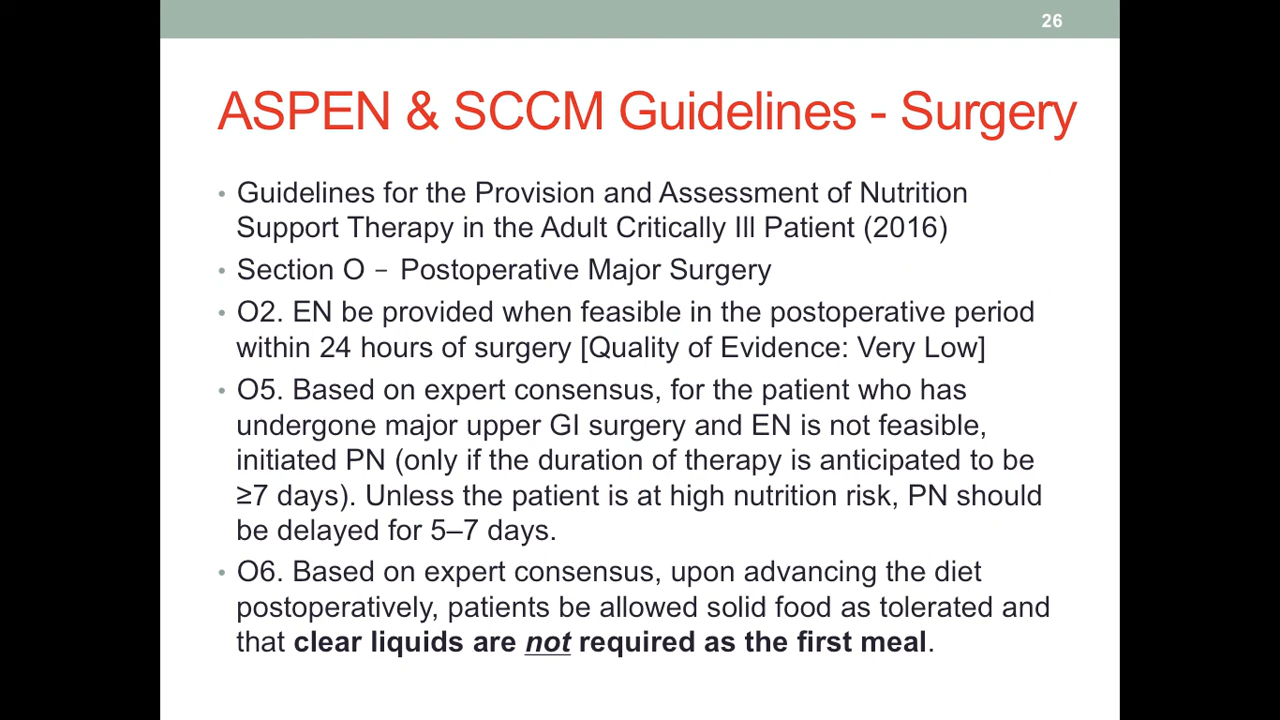 26
ASPEN & SCCM Guidelines - Surgery
• Guidelines for the Provision and Assessment of Nutrition
Support Therapy in the Adult Critically Ill Patient (2016)
• Section O – Postoperative Major Surgery
• O2. EN be provided when feasible in the postoperative period
within 24 hours of surgery [Quality of Evidence: Very Low]
• O5. Based on expert consensus, for the patient who has
undergone major upper GI surgery and EN is not feasible,
initiated PN (only if the duration of therapy is anticipated to be
≥7 days). Unless the patient is at high nutrition risk, PN should
be delayed for 5–7 days.
• O6. Based on expert consensus, upon advancing the diet
postoperatively, patients be allowed solid food as tolerated and
that clear liquids are not required as the first meal.